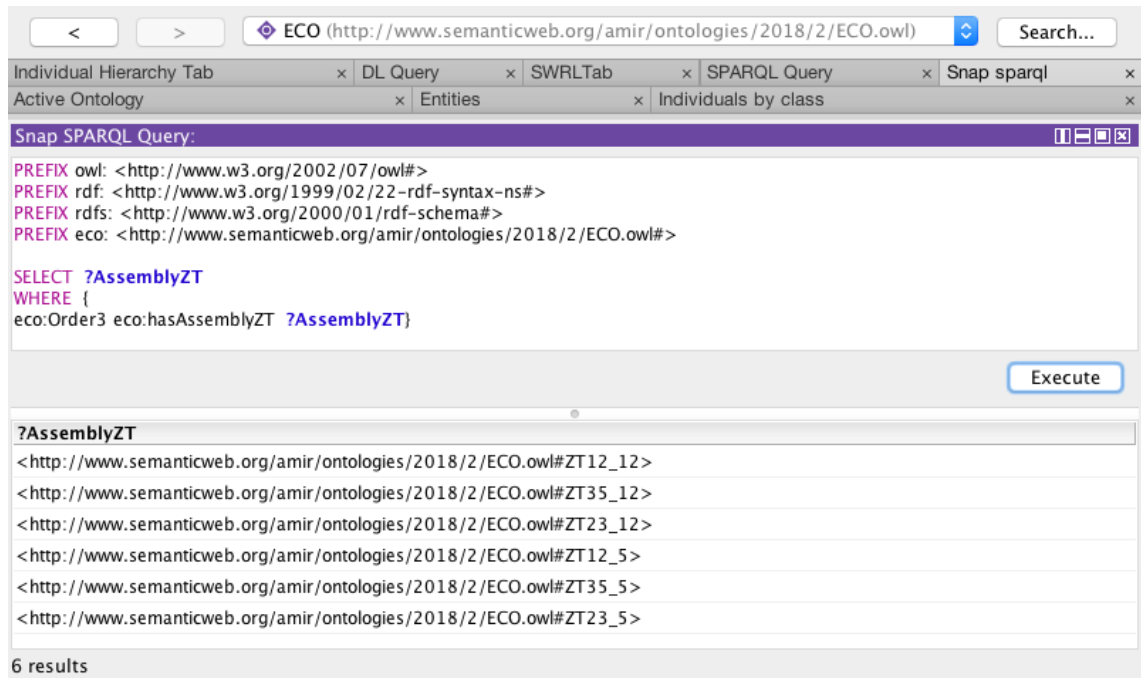 < > ECO (http://www.semanticweb.org/amir/ontologies/2018/2/ECO.owl) Search...
Individual Hierarchy Tab × DL Query × SWRLTab × SPARQL Query × Snap sparql ×
Active Ontology × Entities × Individuals by class ×
Snap SPARQL Query:
PREFIX owl: <http://www.w3.org/2002/07/owl#>
PREFIX rdf: <http://www.w3.org/1999/02/22-rdf-syntax-ns#>
PREFIX rdfs: <http://www.w3.org/2000/01/rdf-schema#>
PREFIX eco: <http://www.semanticweb.org/amir/ontologies/2018/2/ECO.owl#>
SELECT ?AssemblyZT
WHERE {
eco:Order3 eco:hasAssemblyZT ?AssemblyZT}
Execute
?AssemblyZT
<http://www.semanticweb.org/amir/ontologies/2018/2/ECO.owl#ZT12_12>
<http://www.semanticweb.org/amir/ontologies/2018/2/ECO.owl#ZT35_12>
<http://www.semanticweb.org/amir/ontologies/2018/2/ECO.owl#ZT23_12>
<http://www.semanticweb.org/amir/ontologies/2018/2/ECO.owl#ZT12_5>
<http://www.semanticweb.org/amir/ontologies/2018/2/ECO.owl#ZT35_5>
<http://www.semanticweb.org/amir/ontologies/2018/2/ECO.owl#ZT23_5>
6 results